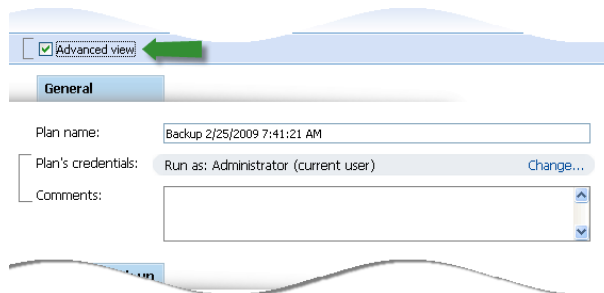 Advanced view
General
Plan name: Backup 2/25/2009 7:41:21 AM
Plan's credentials: Run as: Administrator (current user) Change...
Comments: